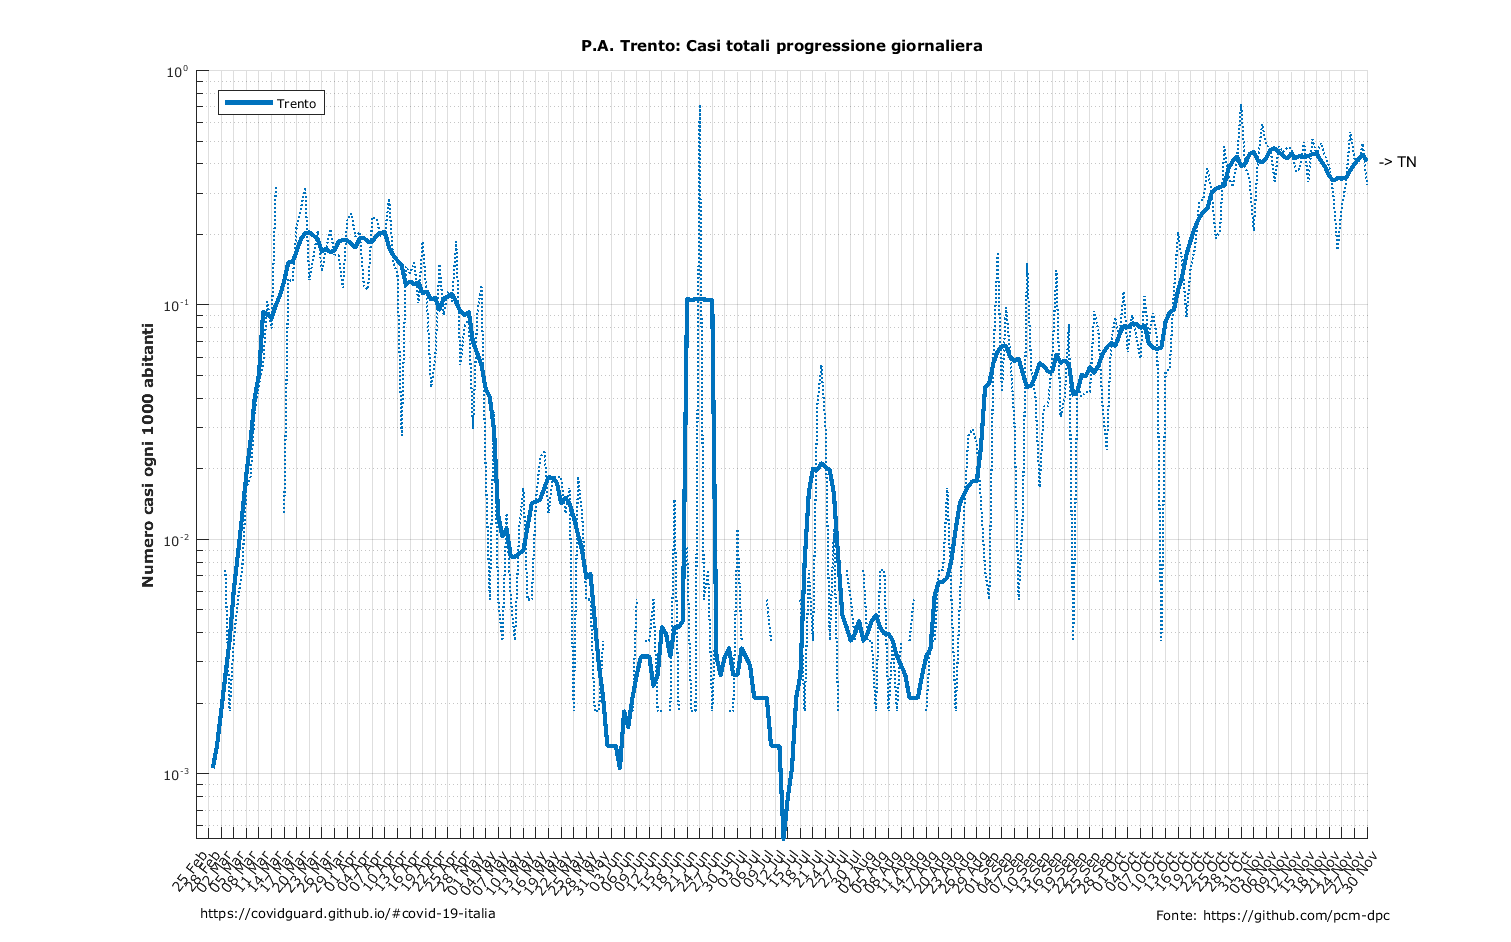 P.A. Trento: Casi totali progressione giornaliera
Trento
10^0
10^-1
10^-2
10^-3
Numero casi ogni 1000 abitanti
-> TN
25 Feb
28 Feb
02 Mar
05 Mar
08 Mar
11 Mar
14 Mar
17 Mar
20 Mar
23 Mar
26 Mar
29 Mar
01 Apr
04 Apr
07 Apr
10 Apr
13 Apr
16 Apr
19 Apr
22 Apr
25 Apr
28 Apr
01 May
04 May
07 May
10 May
13 May
16 May
19 May
22 May
25 May
28 May
31 May
03 Jun
06 Jun
09 Jun
12 Jun
15 Jun
18 Jun
21 Jun
24 Jun
27 Jun
30 Jun
03 Jul
06 Jul
09 Jul
12 Jul
15 Jul
18 Jul
21 Jul
24 Jul
27 Jul
30 Jul
02 Aug
05 Aug
08 Aug
11 Aug
14 Aug
17 Aug
20 Aug
23 Aug
26 Aug
29 Aug
01 Sep
04 Sep
07 Sep
10 Sep
13 Sep
16 Sep
19 Sep
22 Sep
25 Sep
28 Sep
01 Oct
04 Oct
07 Oct
10 Oct
13 Oct
16 Oct
19 Oct
22 Oct
25 Oct
28 Oct
31 Oct
03 Nov
06 Nov
09 Nov
12 Nov
15 Nov
18 Nov
21 Nov
24 Nov
27 Nov
30 Nov
https://covidguard.github.io/#covid-19-italia
Fonte: https://github.com/pcm-dpc